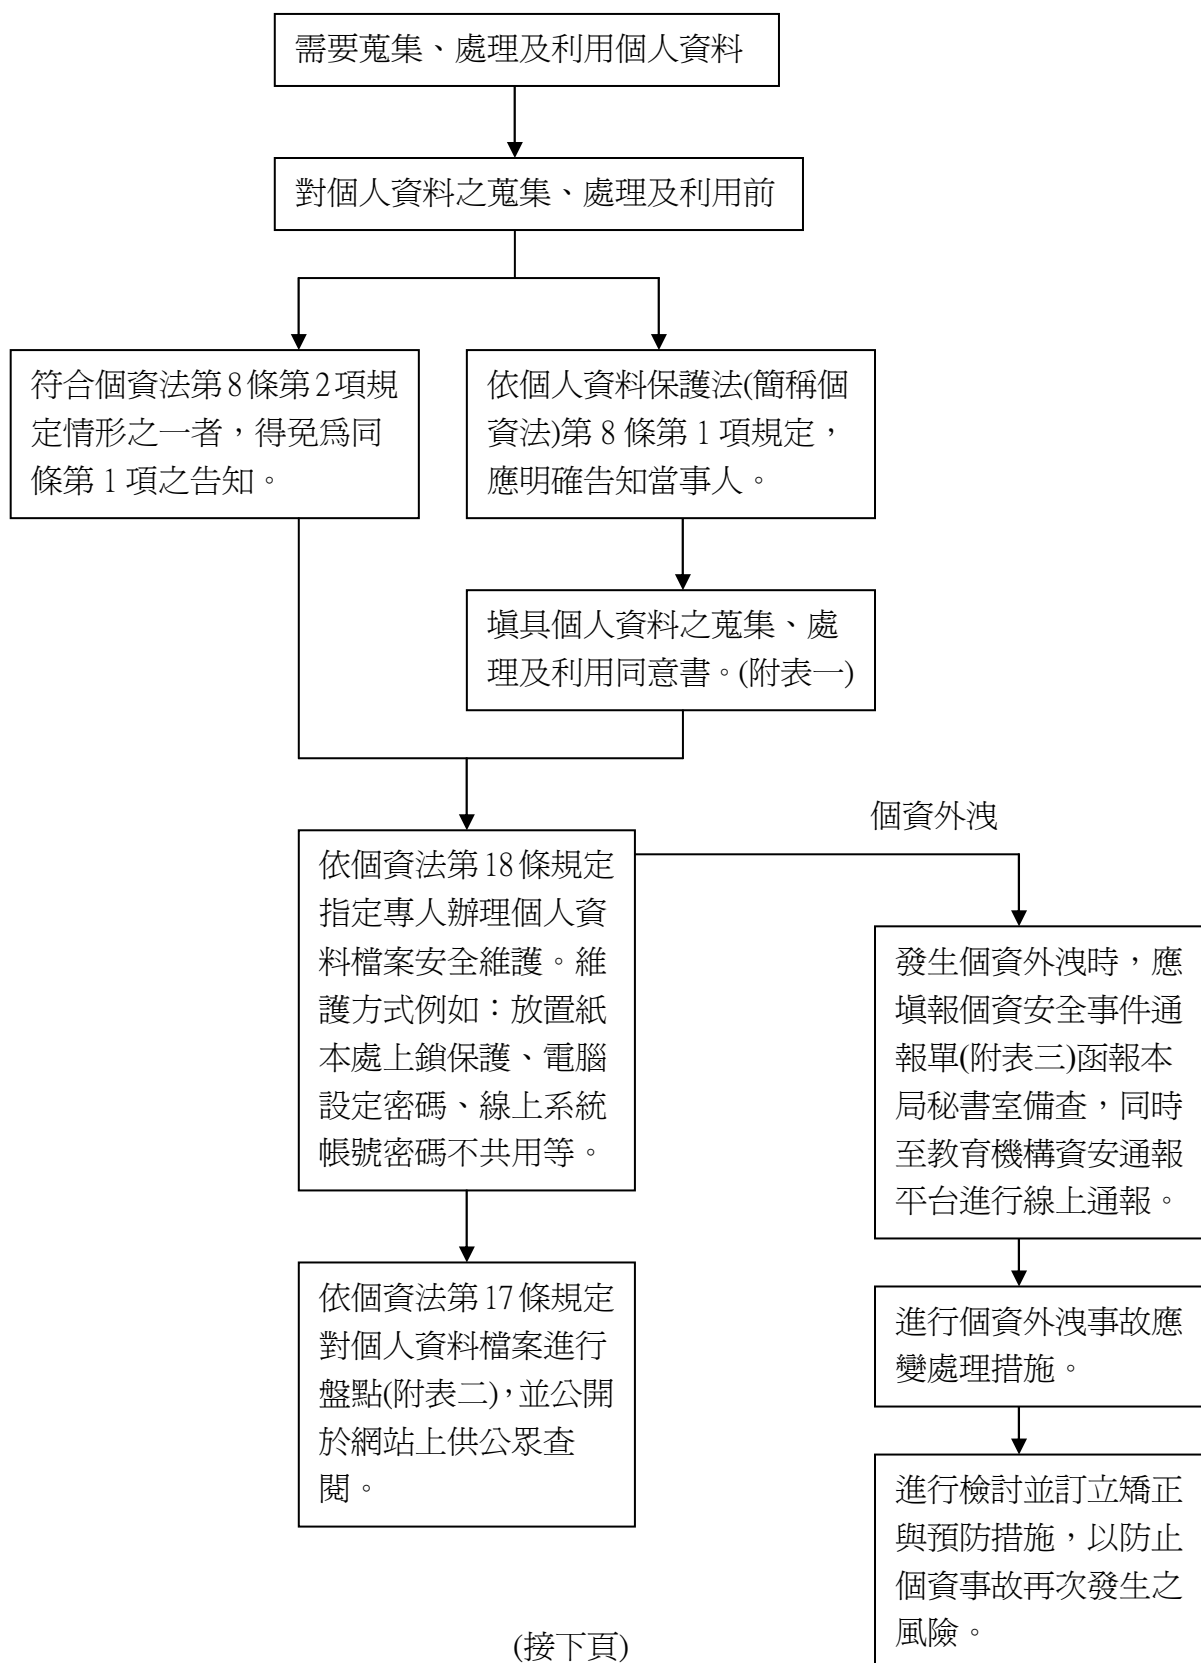 需要蒐集、處理及利用個人資料
對個人資料之蒐集、處理及利用前
符合個資法第8條第2項規
定情形之一者，得免為同
條第 1 項之告知。
依個人資料保護法(簡稱個
資法)第 8 條第 1 項規定，
應明確告知當事人。
填具個人資料之蒐集、處
理及利用同意書。(附表一)
個資外洩
依個資法第18條規定
指定專人辦理個人資
料檔案安全維護。維
護方式例如：放置紙
本處上鎖保護、電腦
設定密碼、線上系統
帳號密碼不共用等。
發生個資外洩時，應
填報個資安全事件通
報單(附表三)函報本
局秘書室備查，同時
至教育機構資安通報
平台進行線上通報。
依個資法第17條規定
對個人資料檔案進行
盤點(附表二)，並公開
於網站上供公眾查
閱。
進行個資外洩事故應
變處理措施。
進行檢討並訂立矯正
與預防措施，以防止
個資事故再次發生之
風險。
(接下頁)